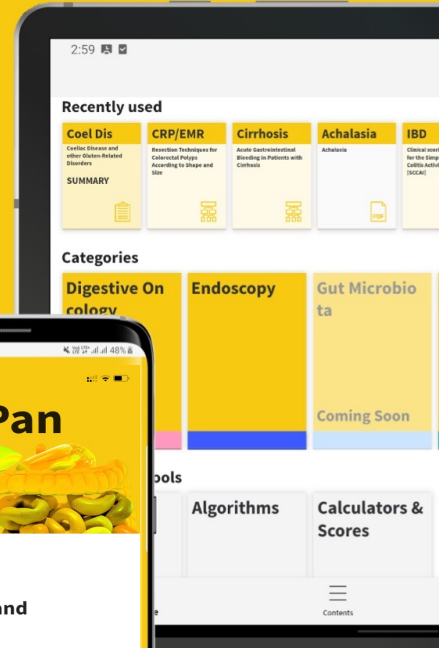 2:59
Recently used
Coel Dis
Coeliac Disease and
other Gluten-Related
Disorders
SUMMARY
CRP/EMR
Resection Techniques for
Colorectal Polyps
According to Shape and
Size
Cirrhosis
Acute Gastrointestinal
Bleeding in Patients with
Cirrhosis
Achalasia
Achalasia
PDF
IBD
Clinical scori
for the Simp
Colitis Activi
(SCCAI)
Categories
Digestive On
cology
Endoscopy
Gut Microbio
ta
Coming Soon
48%
Pan
ools
Algorithms
Calculators &
Scores
and
e
Contents